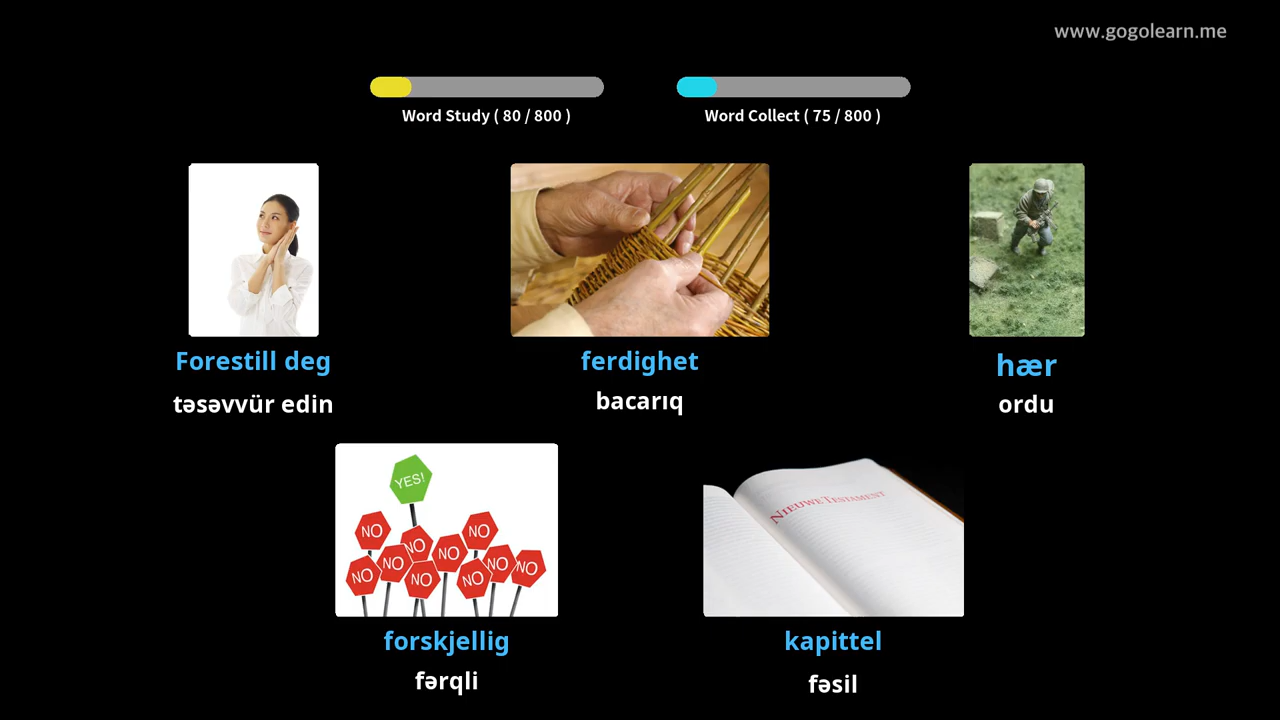 www.gogolearn.me
Word Study ( 80 / 800 )
Word Collect ( 75 / 800 )
Forestill deg
təsəvvür edin
ferdighet
bacarıq
hær
ordu
YES!
NO
NO
NO
NO
NO
NO
NO
NO
NO
NO
forskjellig
fərqli
NIEUWE TESTAMENT
kapittel
fəsil